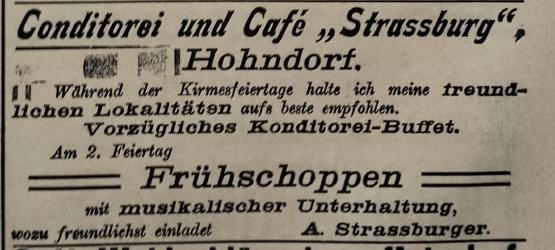 Conditorei und Café „Strassburg“,
Hohndorf.
Während der Kirmesfeiertage halte ich meine freund-
lichen Lokalitäten aufs beste empfohlen.
Vorzügliches Konditorei-Buffet.
Am 2. Feiertag
Frühschoppen
mit musikalischer Unterhaltung,
wozu freundlichst einladet A. Strassburger.